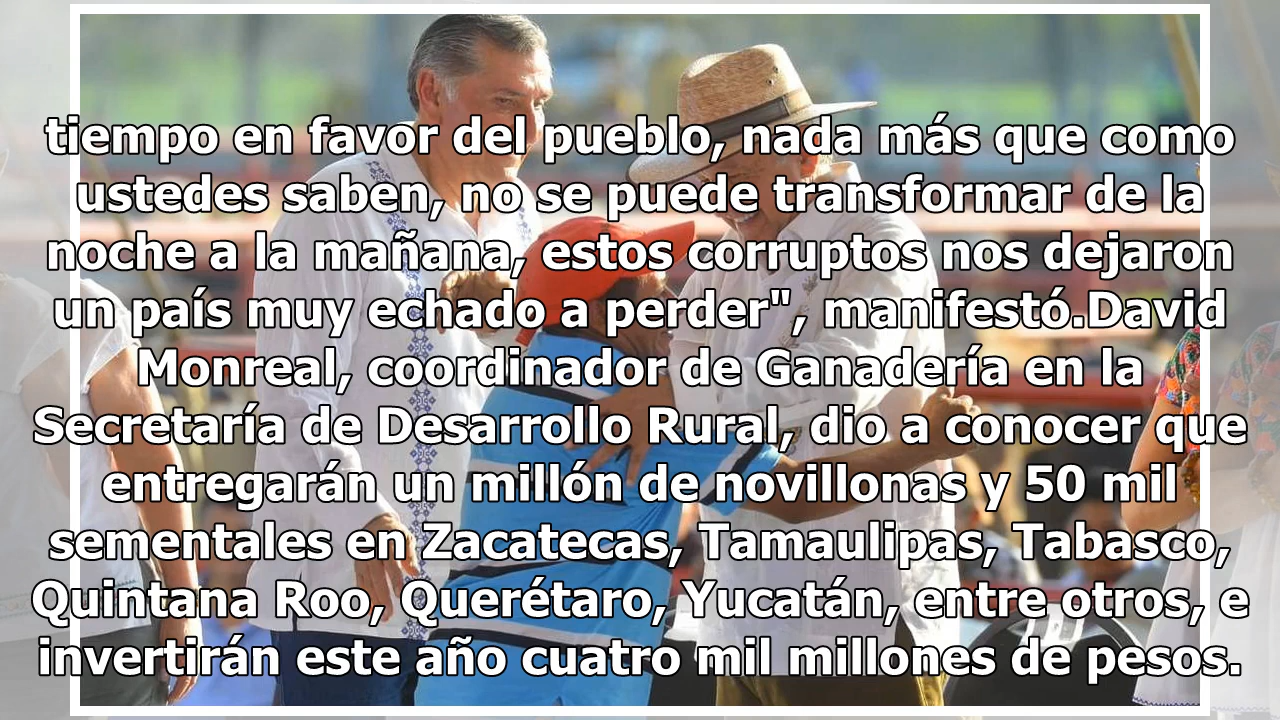 tiempo en favor del pueblo, nada más que como
ustedes saben, no se puede transformar de la
noche a la mañana, estos corruptos nos dejaron
un país muy echado a perder", manifestó.David
Monreal, coordinador de Ganadería en la
Secretaría de Desarrollo Rural, dio a conocer que
entregarán un millón de novillonas y 50 mil
sementales en Zacatecas, Tamaulipas, Tabasco,
Quintana Roo, Querétaro, Yucatán, entre otros, e
invertirán este año cuatro mil millones de pesos.